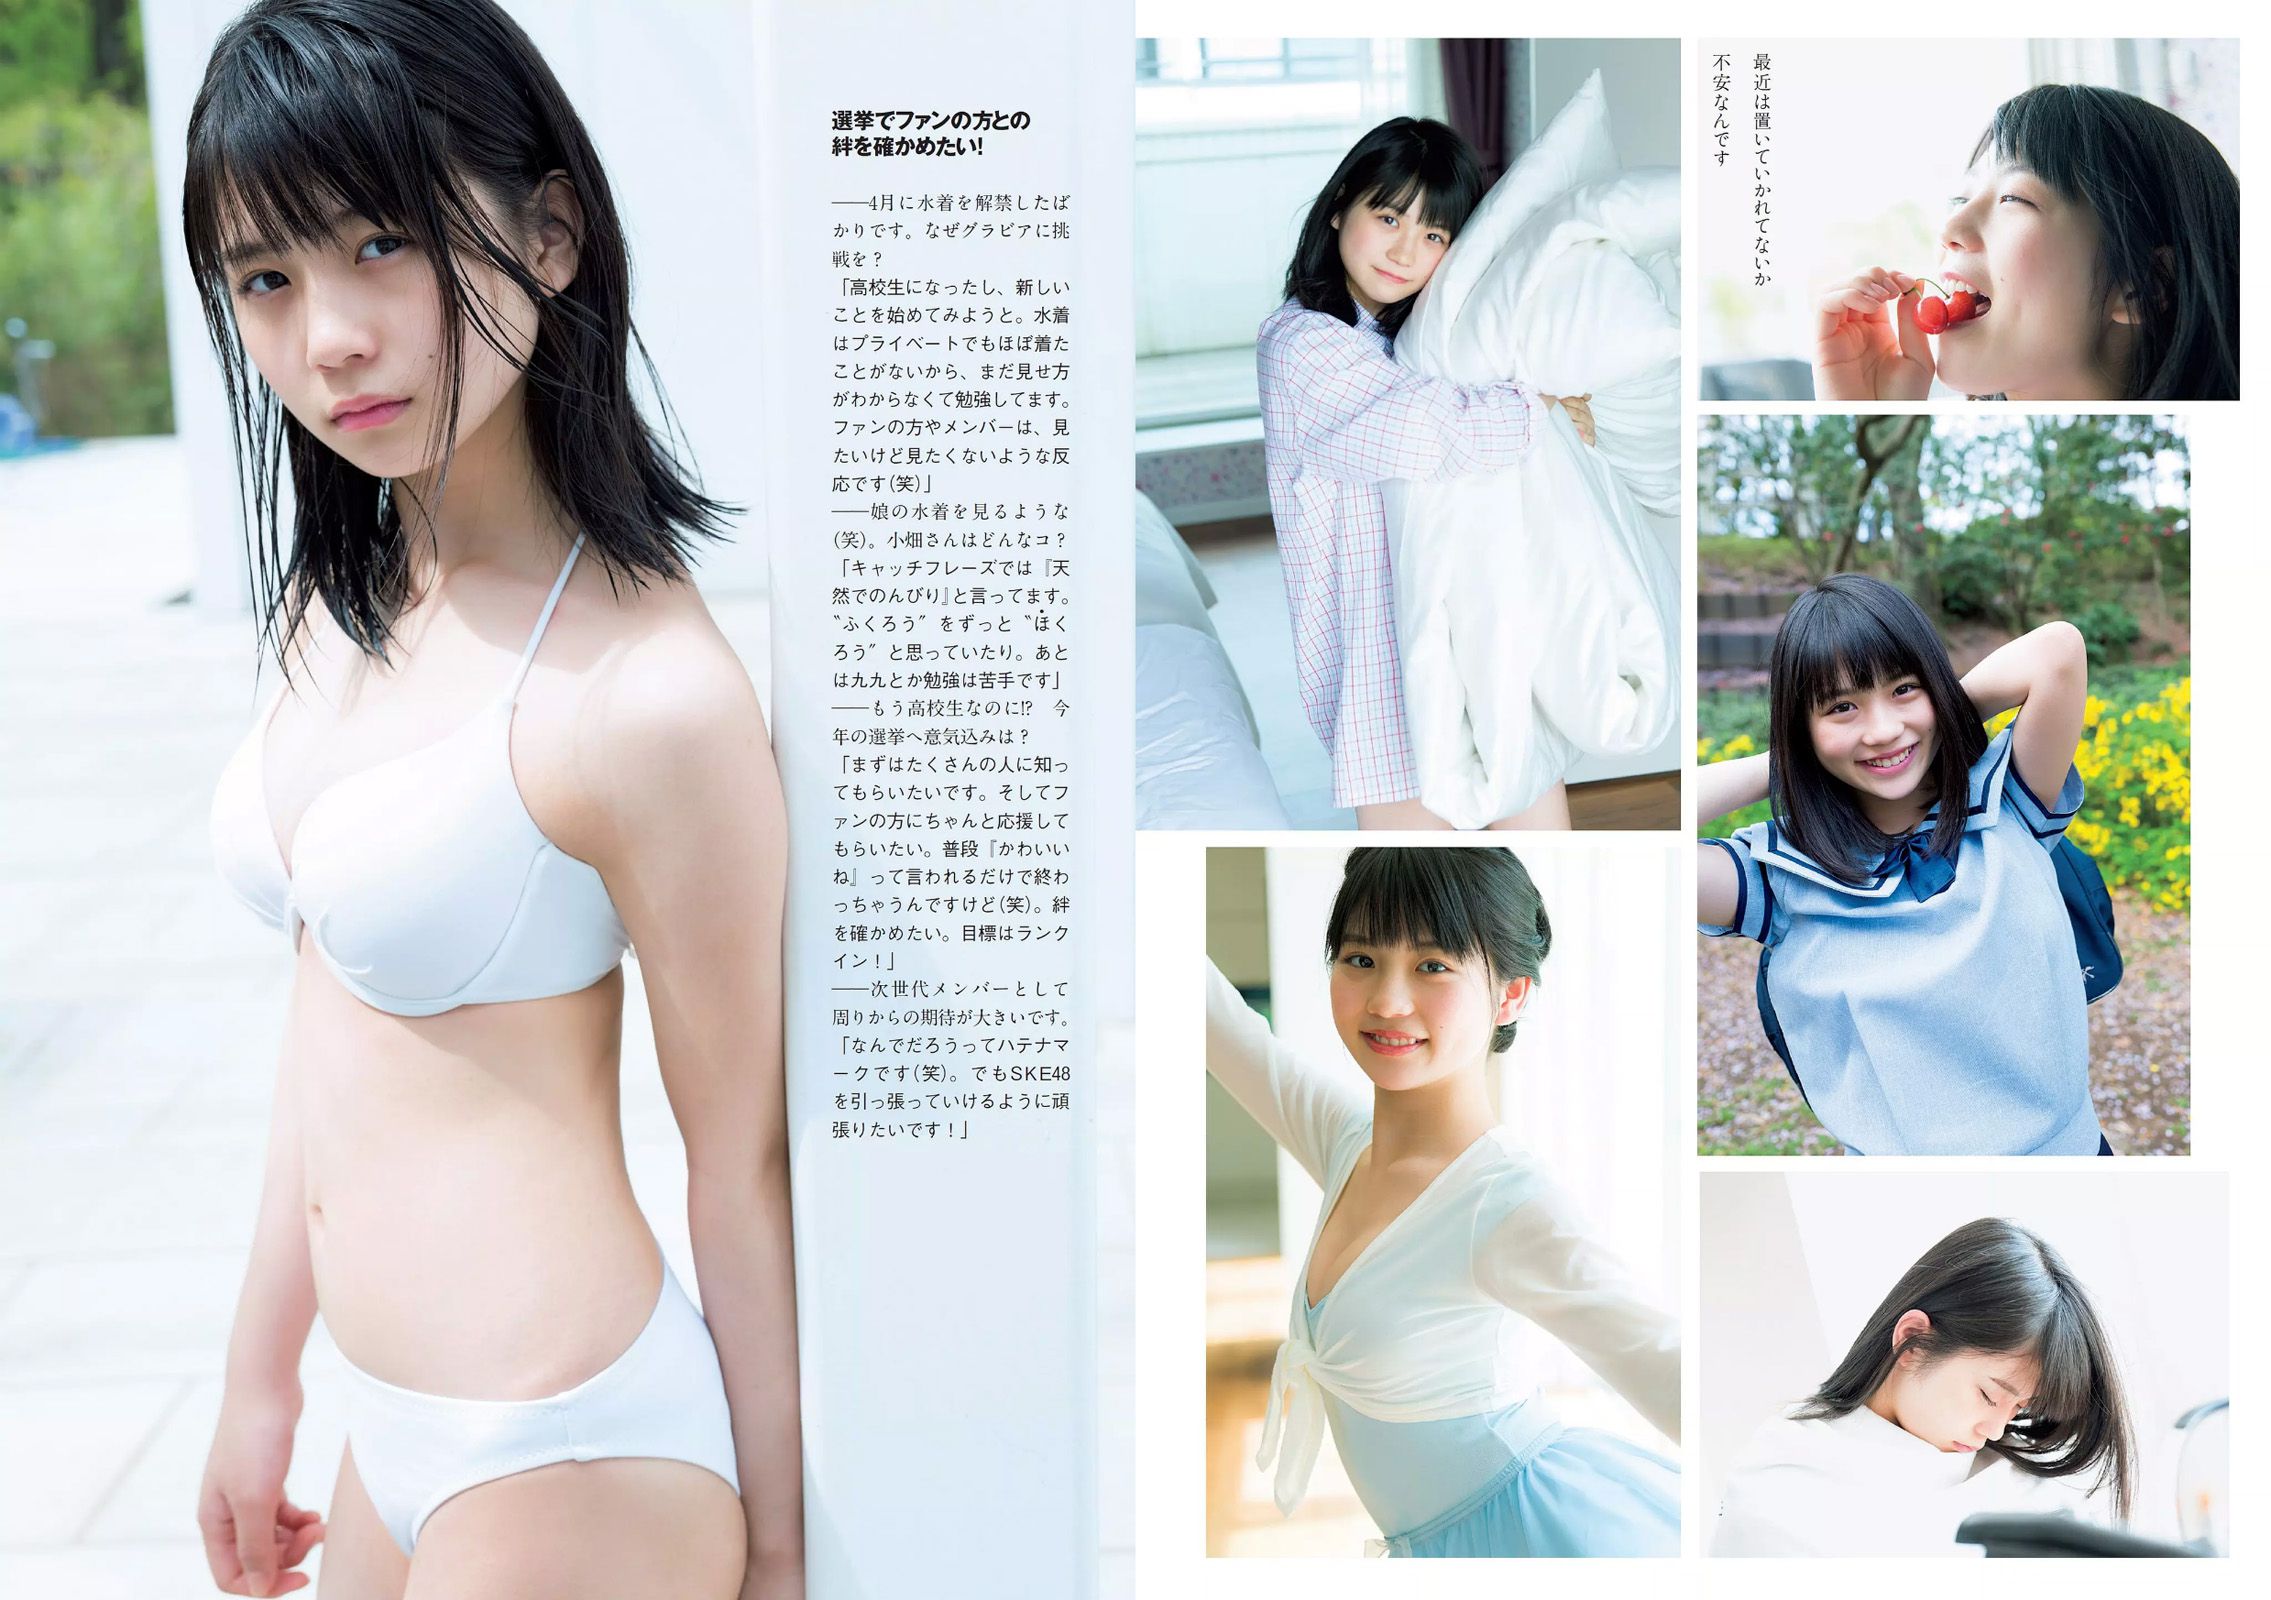 選挙でファンの方との
絆を確かめたい！
――4月に水着を解禁したば
かりです。なぜグラビアに挑
戦を？
「高校生になったし、新しい
ことを始めてみようと。水着
はプライベートでもほぼ着た
ことがないから、まだ見せ方
がわからなくて勉強してます。
ファンの方やメンバーは、見
たいけど見たくないような反
応です(笑)」
――娘の水着を見るような
(笑)。小畑さんはどんなコ？
「キャッチフレーズでは『天
然でのんびり』と言ってます。
〝ふくろう〟をずっと〝ほく
ろう〟と思っていたり。あと
は九九とか勉強は苦手です」
――もう高校生なのに!?　今
年の選挙へ意気込みは？
「まずはたくさんの人に知っ
てもらいたいです。そしてフ
ァンの方にちゃんと応援して
もらいたい。普段『かわいい
ね』って言われるだけで終わ
っちゃうんですけど(笑)。絆
を確かめたい。目標はランク
イン！」
――次世代メンバーとして
周りからの期待が大きいです。
「なんでだろうってハテナマ
ークです(笑)。でもSKE48
を引っ張っていけるように頑
張りたいです！」
最近は置いていかれてないか
不安なんです